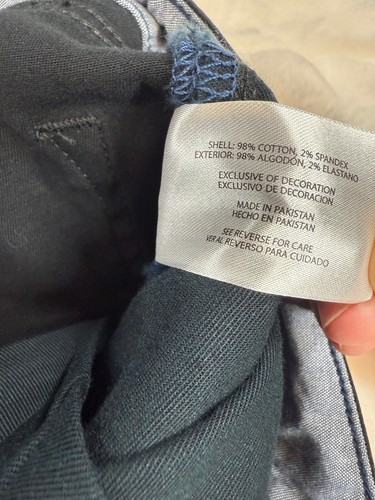 SHELL: 98% COTTON, 2% SPANDEX
EXTERIOR: 98% ALGODÓN, 2% ELASTANO
EXCLUSIVE OF DECORATION
EXCLUSIVO DE DECORACION
MADE IN PAKISTAN
HECHO EN PAKISTAN
SEE REVERSE FOR CARE
VER AL REVERSO PARA CUIDADO